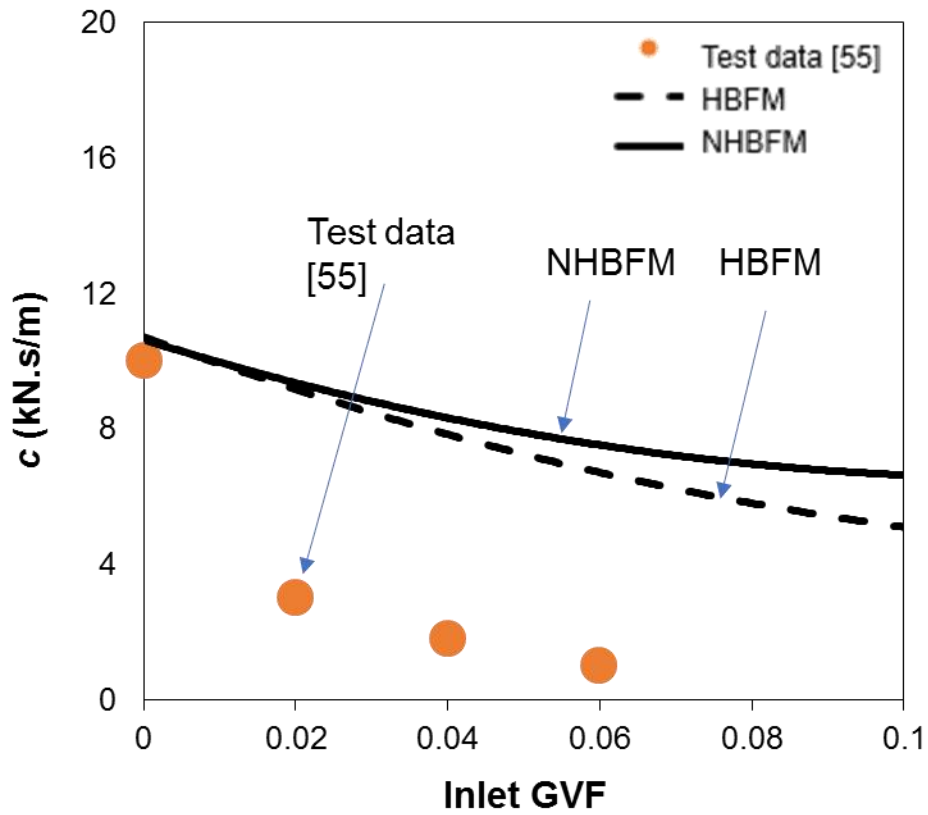 20
16
12
8
4
0
c (kN.s/m)
Test data [55]
HBFM
NHBFM
Test data
[55]
NHBFM
HBFM
0
0.02
0.04
0.06
0.08
0.1
Inlet GVF